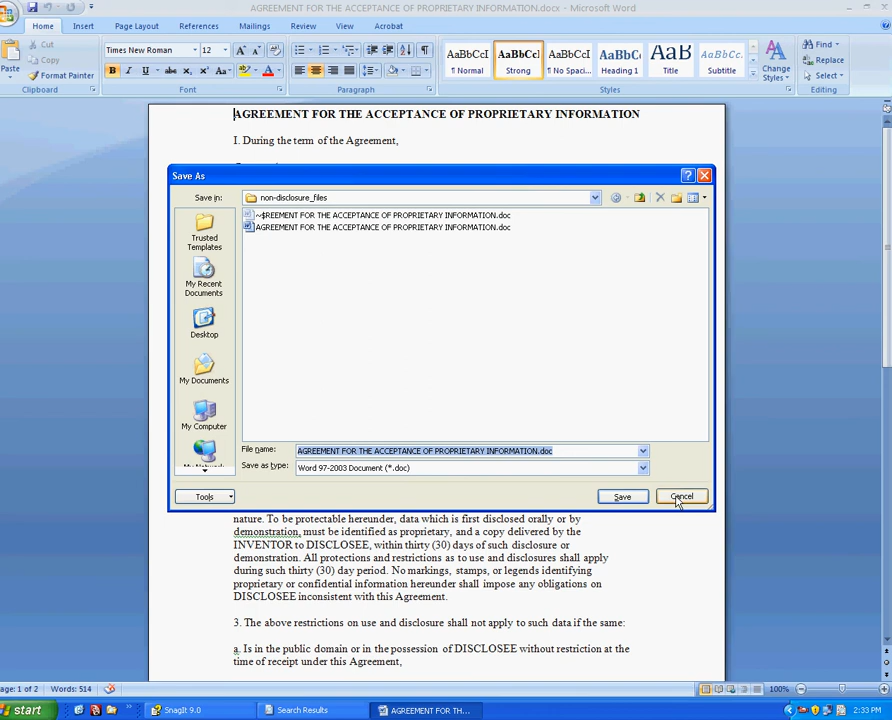 AGREEMENT FOR THE ACCEPTANCE OF PROPRIETARY INFORMATION.docx - Microsoft Word
Home Insert Page Layout References Mailings Review View Acrobat
Cut
Copy
Format Painter
Paste
Clipboard
Times New Roman 12
Font
Paragraph
AaBbCcI AaBbCcI AaBbCcI AaBbC AaB AaBbCcI
¶ Normal Strong ¶ No Spaci... Heading 1 Title Subtitle
Change Styles
Styles
Find
Replace
Select
Editing
AGREEMENT FOR THE ACCEPTANCE OF PROPRIETARY INFORMATION
I. During the term of the Agreement,
Save As
Save in: non-disclosure_files
~$REEMENT FOR THE ACCEPTANCE OF PROPRIETARY INFORMATION.doc
AGREEMENT FOR THE ACCEPTANCE OF PROPRIETARY INFORMATION.doc
Trusted
Templates
My Recent
Documents
Desktop
My Documents
My Computer
File name: AGREEMENT FOR THE ACCEPTANCE OF PROPRIETARY INFORMATION.doc
Save as type: Word 97-2003 Document (*.doc)
Tools Save Cancel
nature. To be protectable hereunder, data which is first disclosed orally or by
demonstration, must be identified as proprietary, and a copy delivered by the
INVENTOR to DISCLOSEE, within thirty (30) days of such disclosure or
demonstration. All protections and restrictions as to use and disclosures shall apply
during such thirty (30) day period. No markings, stamps, or legends identifying
proprietary or confidential information hereunder shall impose any obligations on
DISCLOSEE inconsistent with this Agreement.
3. The above restrictions on use and disclosure shall not apply to such data if the same:
a. Is in the public domain or in the possession of DISCLOSEE without restriction at the
time of receipt under this Agreement,
age: 1 of 2 Words: 514 100%
start SnagIt 9.0 Search Results AGREEMENT FOR TH... 2:33 PM